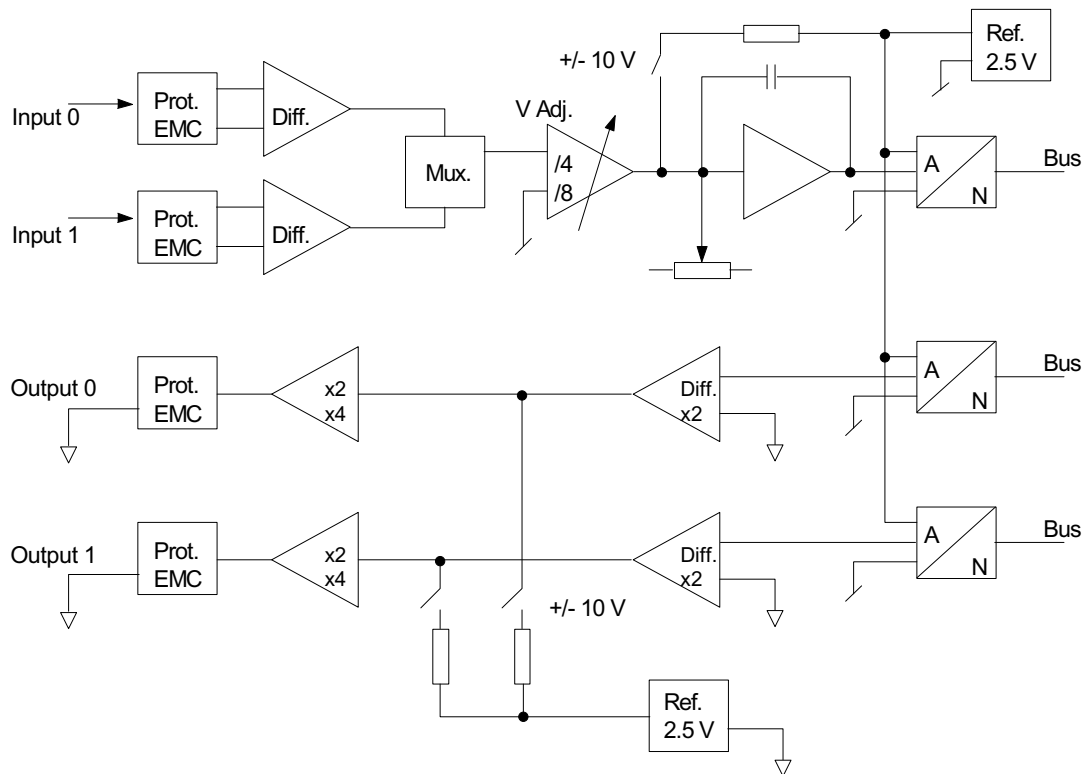 Ref.
2.5 V
+/- 10 V
Input 0
Prot.
EMC
Diff.
V Adj.
Mux.
/4
/8
A
N
Bus
Input 1
Prot.
EMC
Diff.
Output 0
Prot.
EMC
x2
x4
Diff.
x2
A
N
Bus
Output 1
Prot.
EMC
x2
x4
Diff.
x2
A
N
Bus
+/- 10 V
Ref.
2.5 V